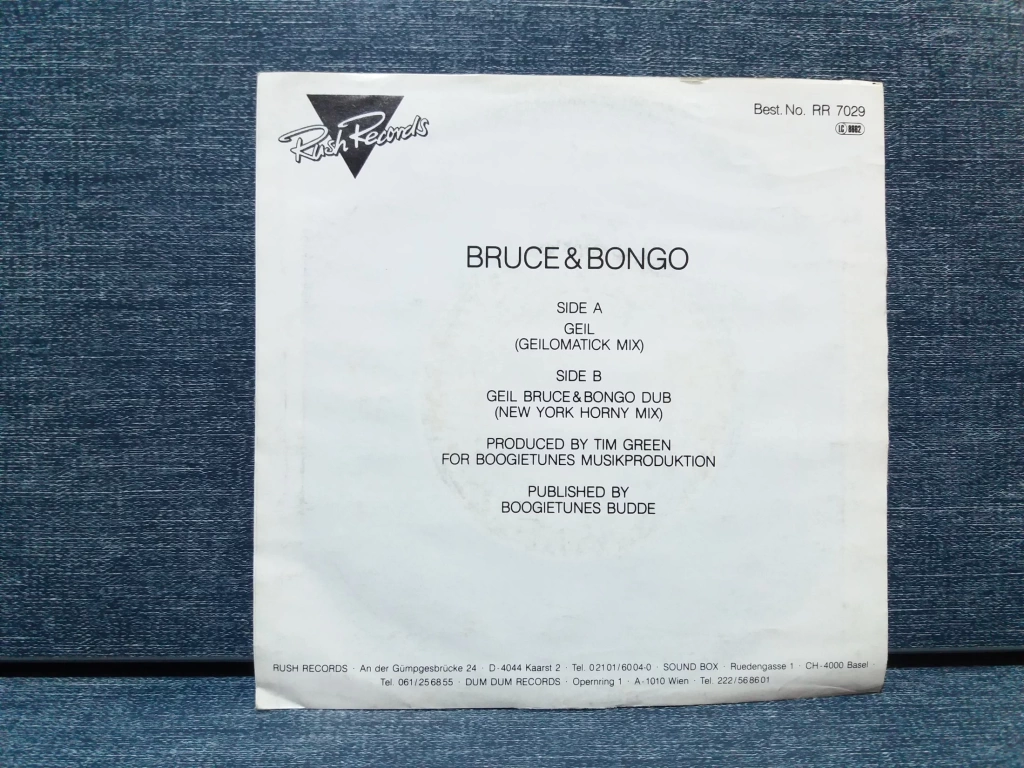 Rush Records
Best. No. RR 7029
LC 8882
BRUCE & BONGO
SIDE A
GEIL
(GEILOMATICK MIX)
SIDE B
GEIL BRUCE & BONGO DUB
(NEW YORK HORNY MIX)
PRODUCED BY TIM GREEN
FOR BOOGIETUNES MUSIKPRODUKTION
PUBLISHED BY
BOOGIETUNES BUDDE
RUSH RECORDS · An der Gümpgesbrücke 24 · D-4044 Kaarst 2 · Tel. 02101/6004-0 · SOUND BOX · Ruedengasse 1 · CH-4000 Basel ·
Tel. 061/256855 · DUM DUM RECORDS · Opernring 1 · A-1010 Wien · Tel. 222/568601